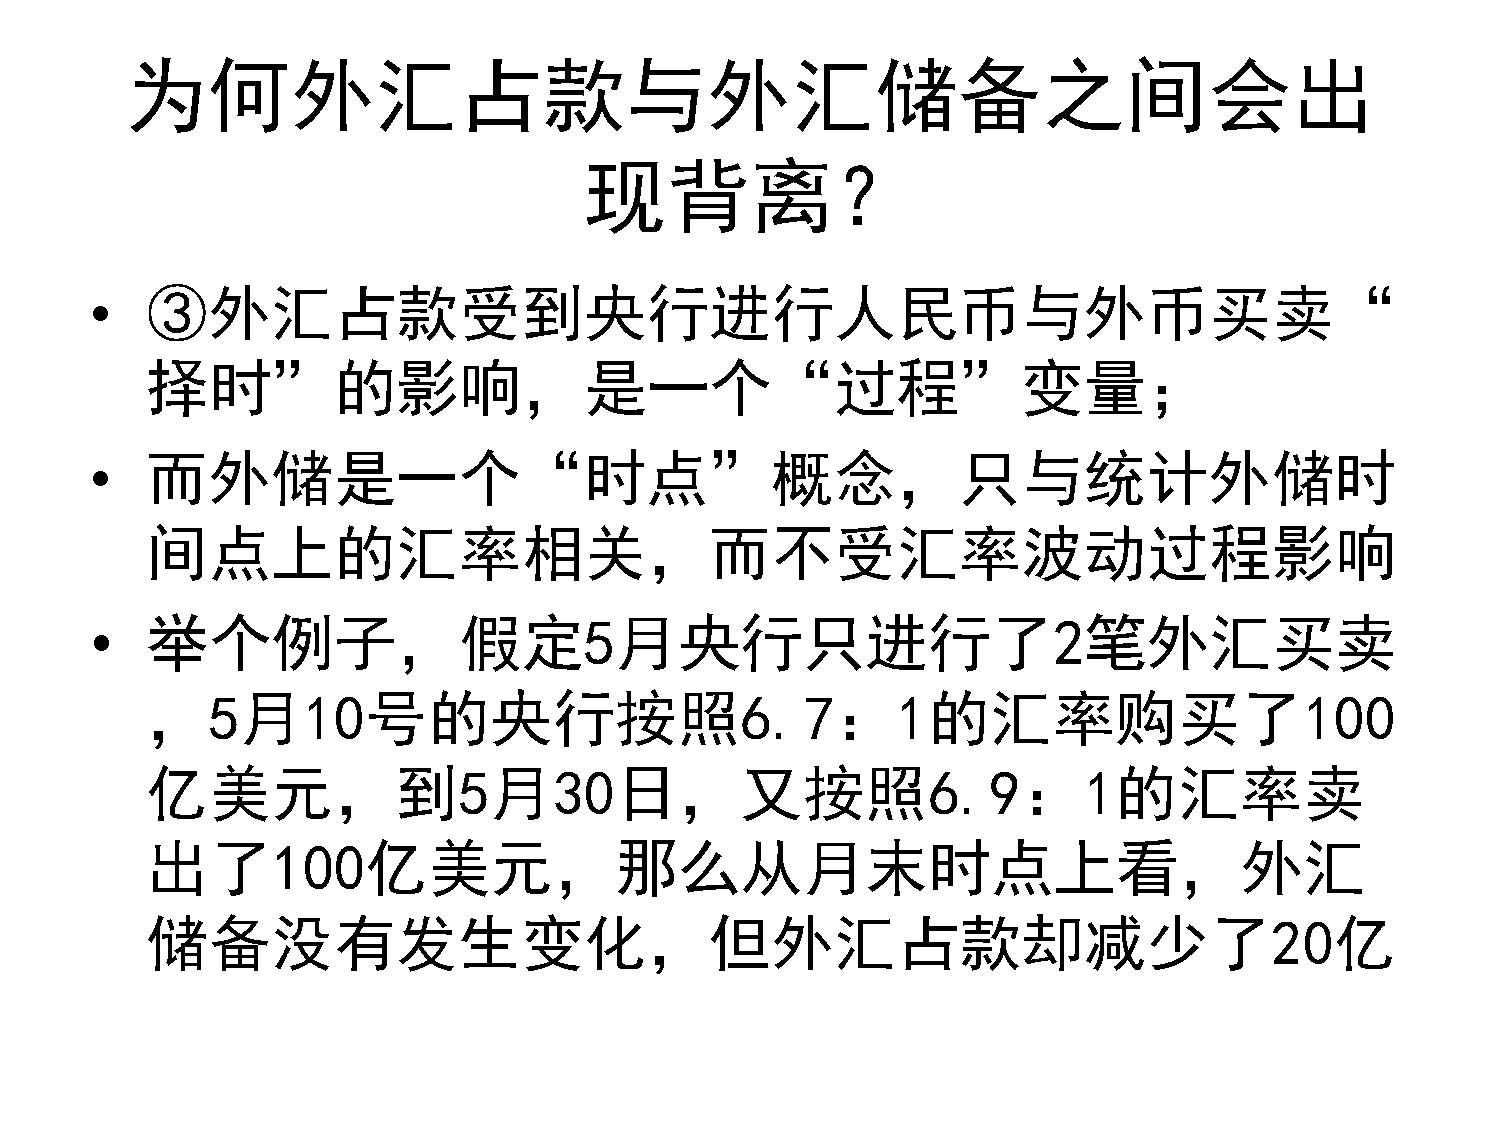 为何外汇占款与外汇储备之间会出
现背离？
• ③外汇占款受到央行进行人民币与外币买卖“
择时”的影响，是一个“过程”变量；
• 而外储是一个“时点”概念，只与统计外储时
间点上的汇率相关，而不受汇率波动过程影响
• 举个例子，假定5月央行只进行了2笔外汇买卖
，5月10号的央行按照6.7：1的汇率购买了100
亿美元，到5月30日，又按照6.9：1的汇率卖
出了100亿美元，那么从月末时点上看，外汇
储备没有发生变化，但外汇占款却减少了20亿